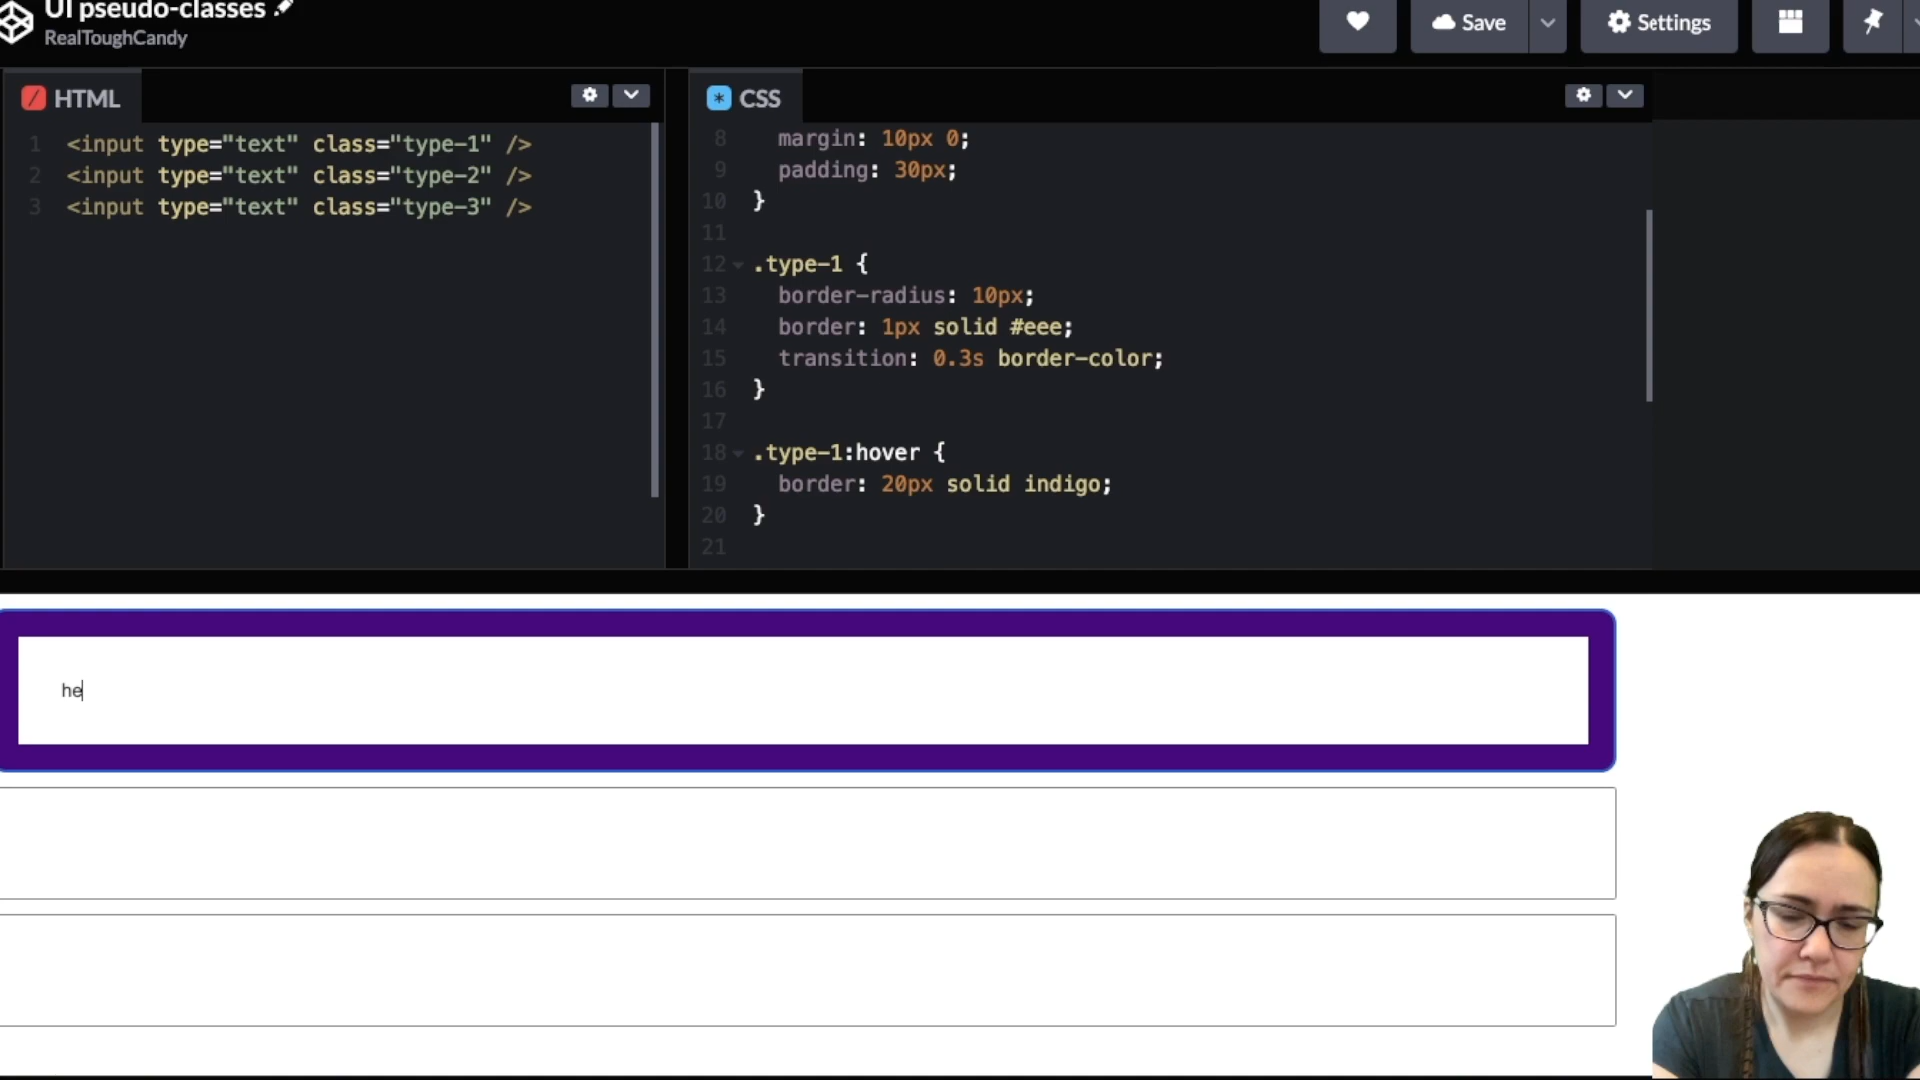 UI pseudo-classes
RealToughCandy
Save
Settings
HTML
1 <input type="text" class="type-1" />
2 <input type="text" class="type-2" />
3 <input type="text" class="type-3" />
CSS
8 margin: 10px 0;
9 padding: 30px;
10 }
11
12 .type-1 {
13 border-radius: 10px;
14 border: 1px solid #eee;
15 transition: 0.3s border-color;
16 }
17
18 .type-1:hover {
19 border: 20px solid indigo;
20 }
21
he